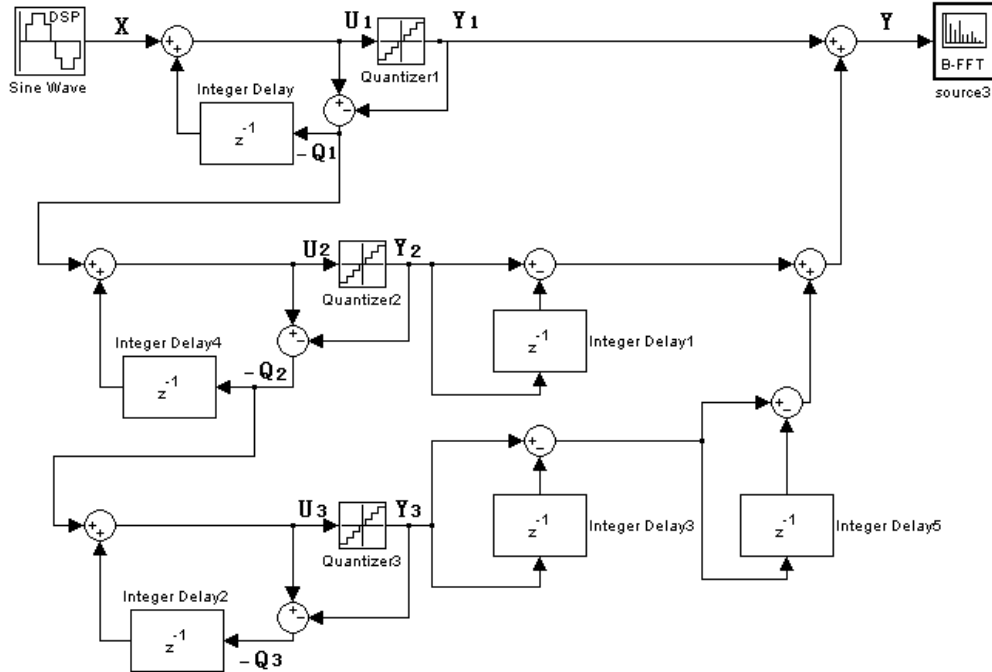 DSP
X
U1
Y1
Y
Sine Wave
Integer Delay
Quantizer1
B-FFT
source3
z-1
-Q1
U2
Y2
Quantizer2
Integer Delay4
z-1
-Q2
z-1
Integer Delay1
U3
Y3
Quantizer3
z-1
Integer Delay3
z-1
Integer Delay5
Integer Delay2
z-1
-Q3